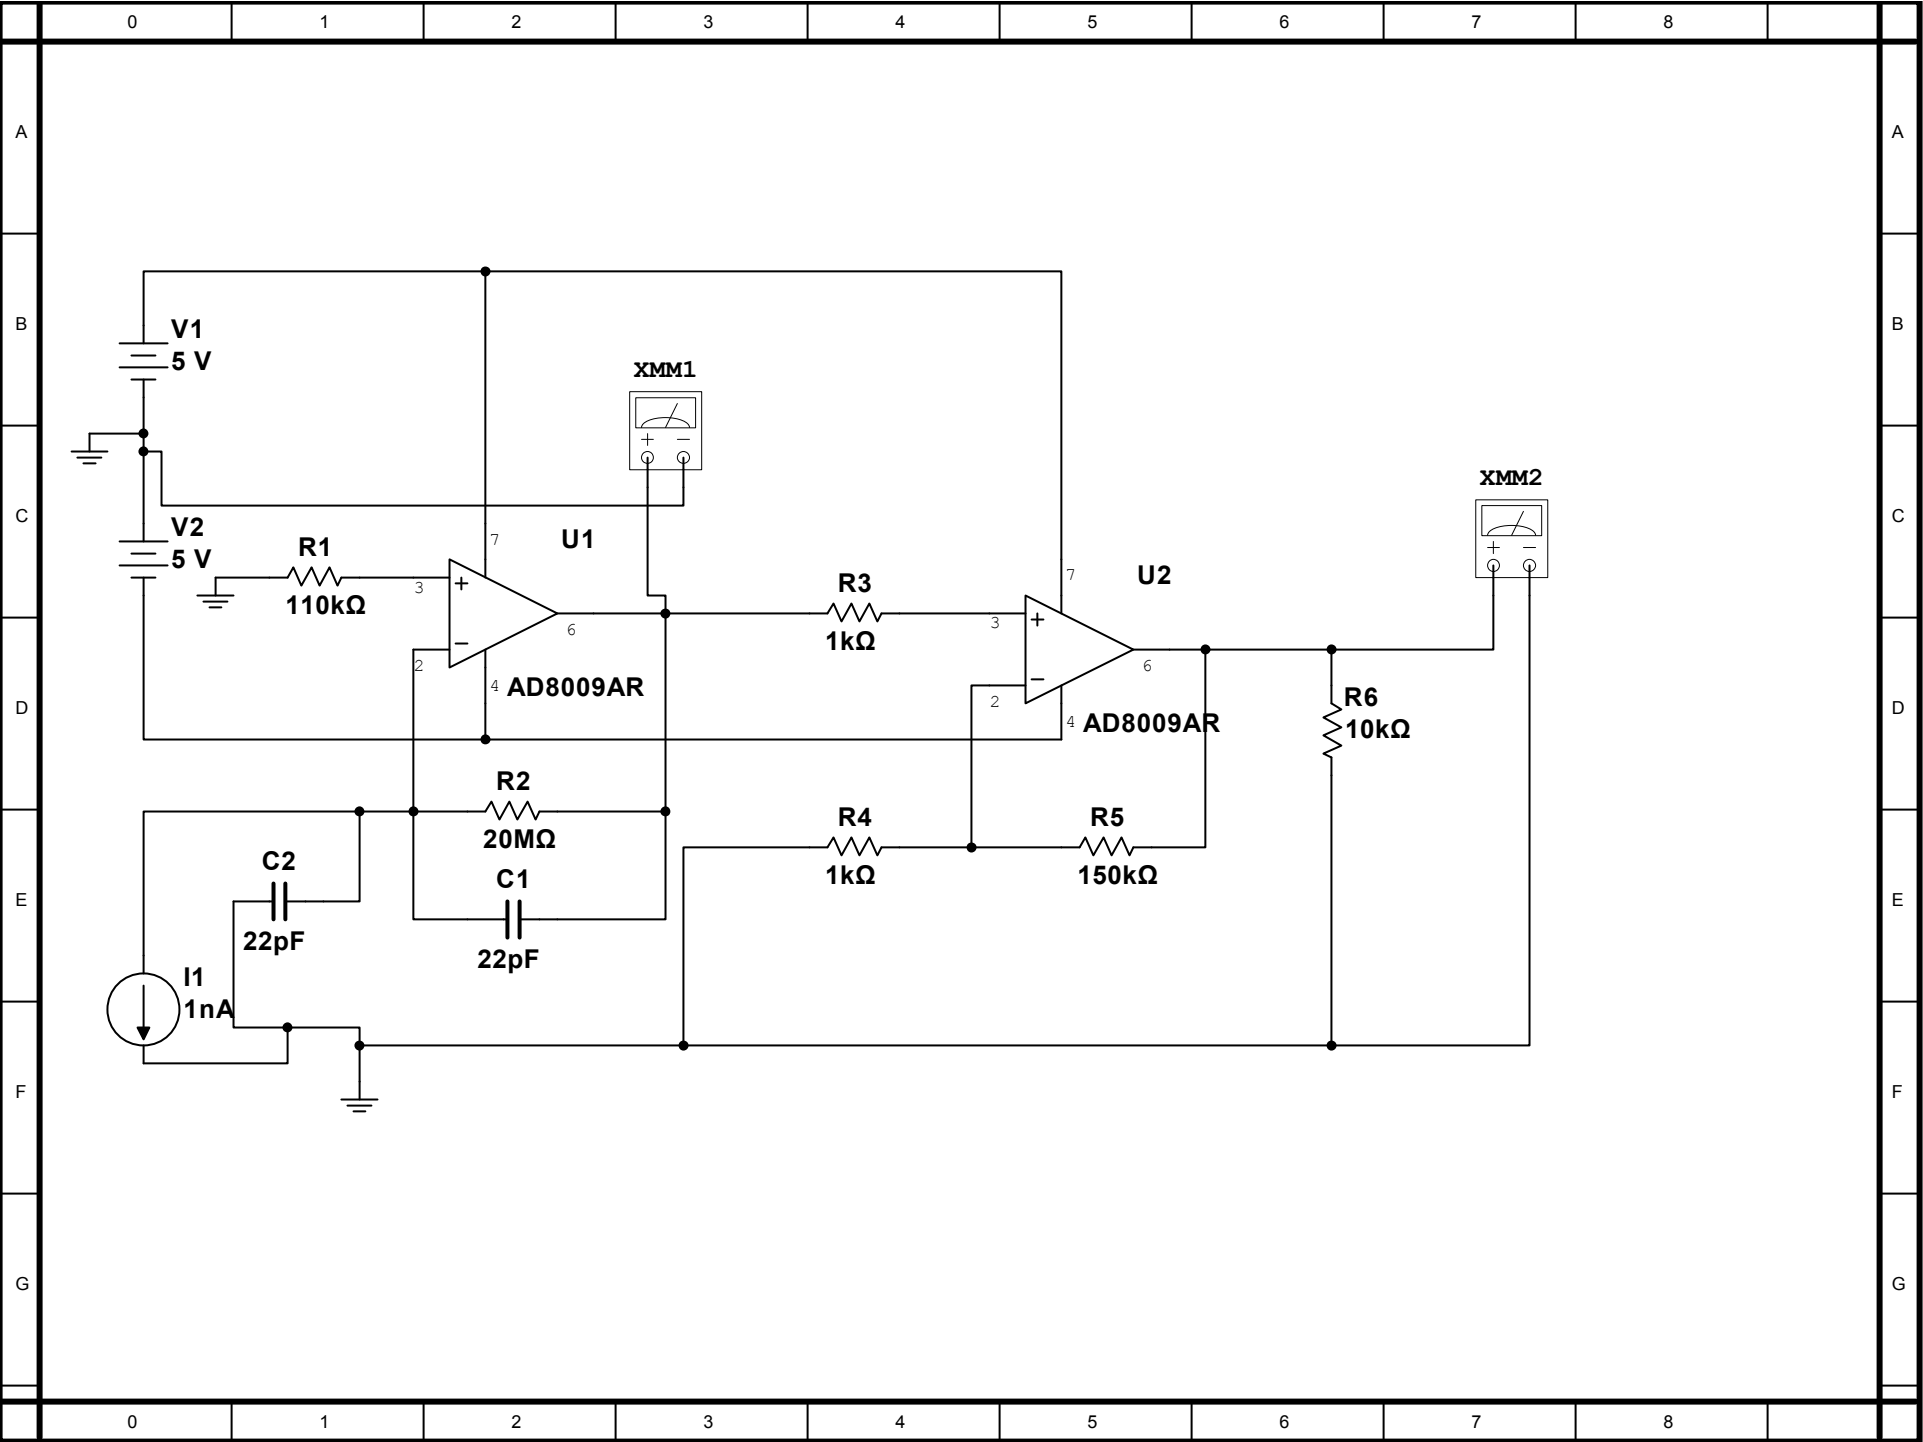 0 1 2 3 4 5 6 7 8
A A
B B
V1
5 V
XMM1
+ −
C C
XMM2
+ −
V2
5 V
R1
110kΩ
7
U1
3
+
−
2
6
4
AD8009AR
R3
1kΩ
7
U2
3
+
−
2
6
4
AD8009AR
D D
R6
10kΩ
R2
20MΩ
R4
1kΩ
R5
150kΩ
E E
C2
22pF
C1
22pF
I1
1nA
F F
G G
0 1 2 3 4 5 6 7 8